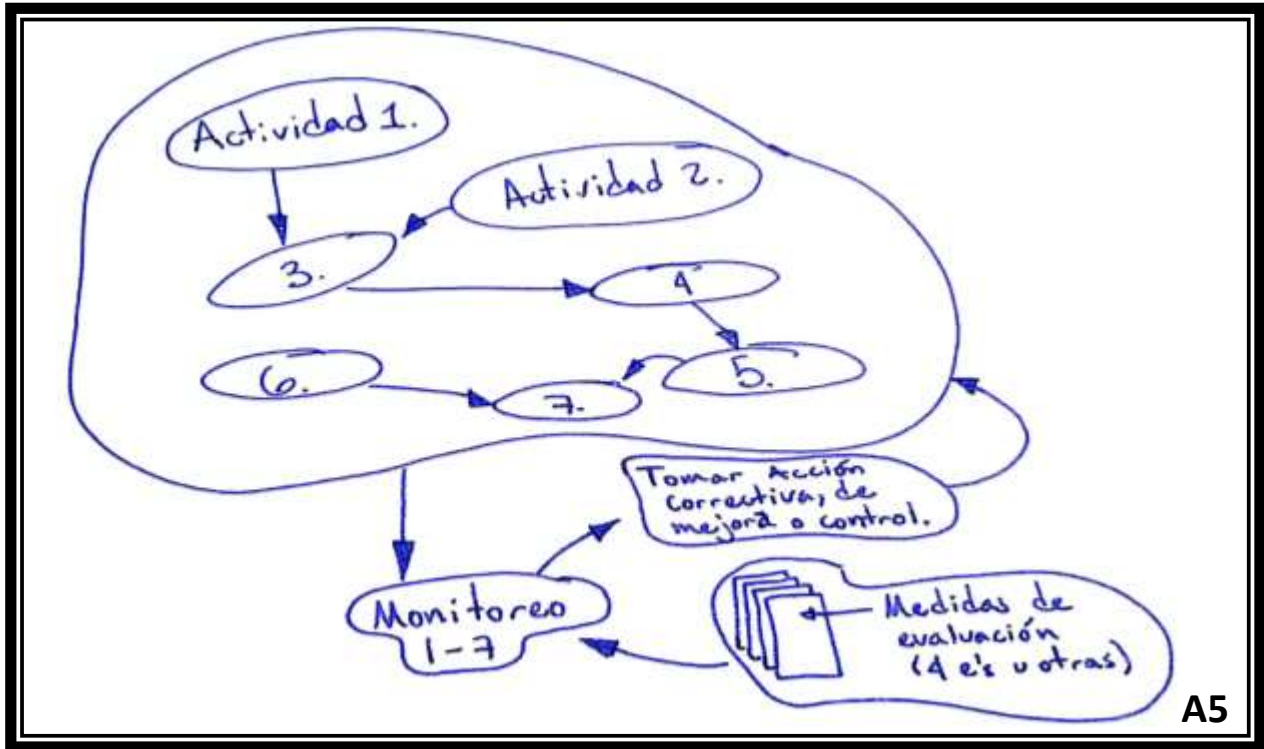 Actividad 1.
Actividad 2.
3.
4
5.
6.
7.
Tomar Acción
correctiva, de
mejora o control.
Monitoreo
1-7
Medidas de
evaluación
(4 e's u otras)
A5